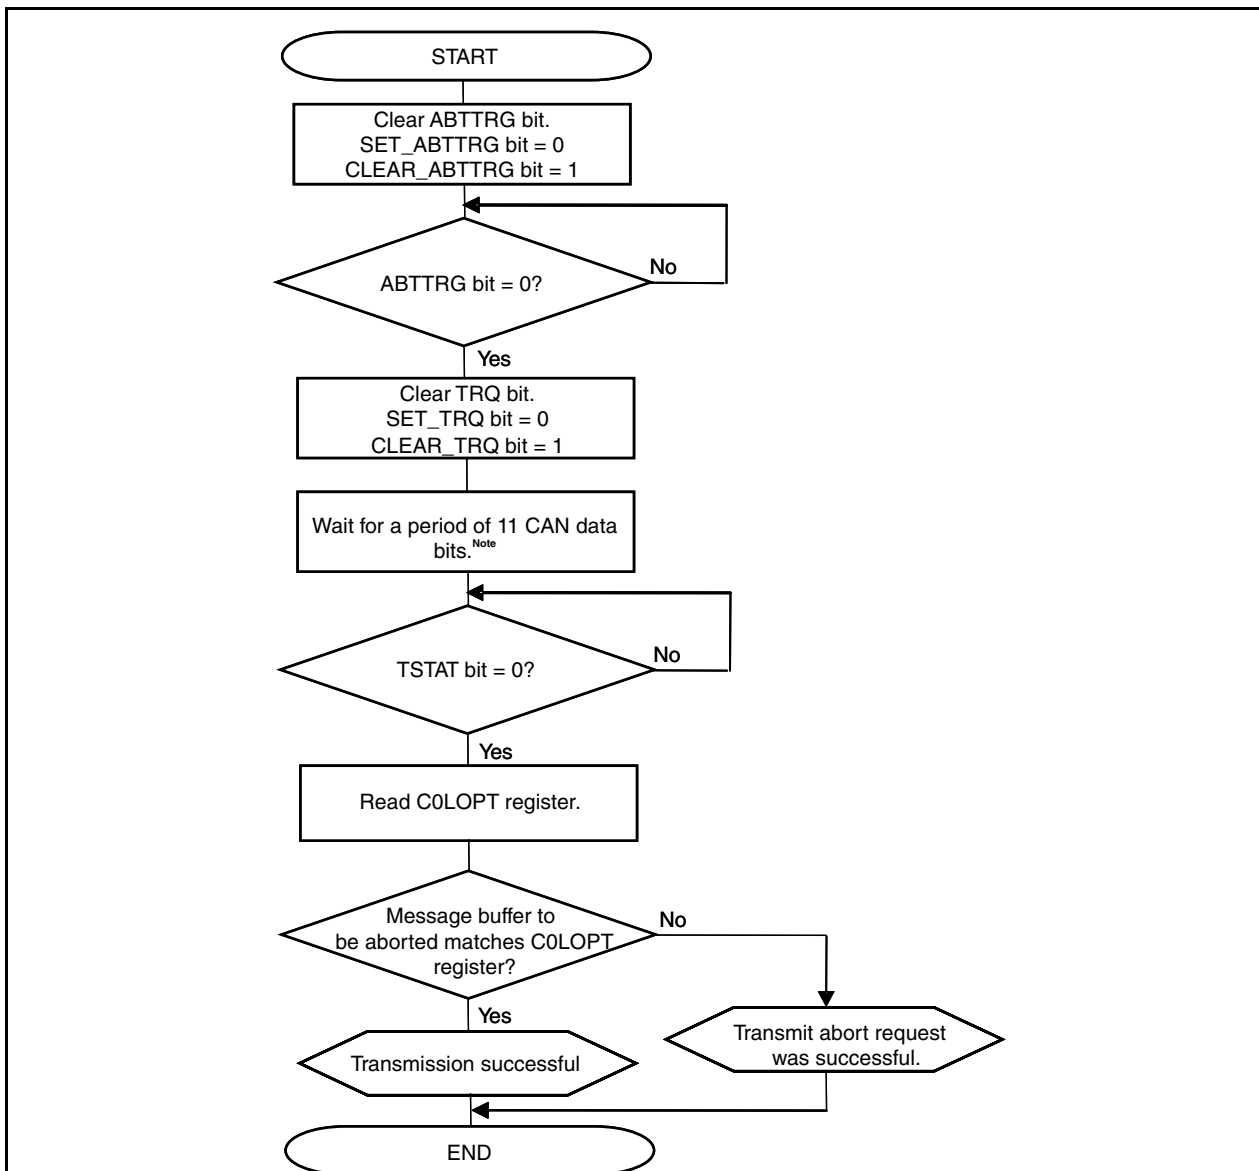 START
Clear ABTTRG bit.
SET_ABTTRG bit = 0
CLEAR_ABTTRG bit = 1
ABTTRG bit = 0?
No
Yes
Clear TRQ bit.
SET_TRQ bit = 0
CLEAR_TRQ bit = 1
Wait for a period of 11 CAN data
bits.Note
TSTAT bit = 0?
No
Yes
Read C0LOPT register.
Message buffer to
be aborted matches C0LOPT
register?
No
Yes
Transmission successful
Transmit abort request
was successful.
END